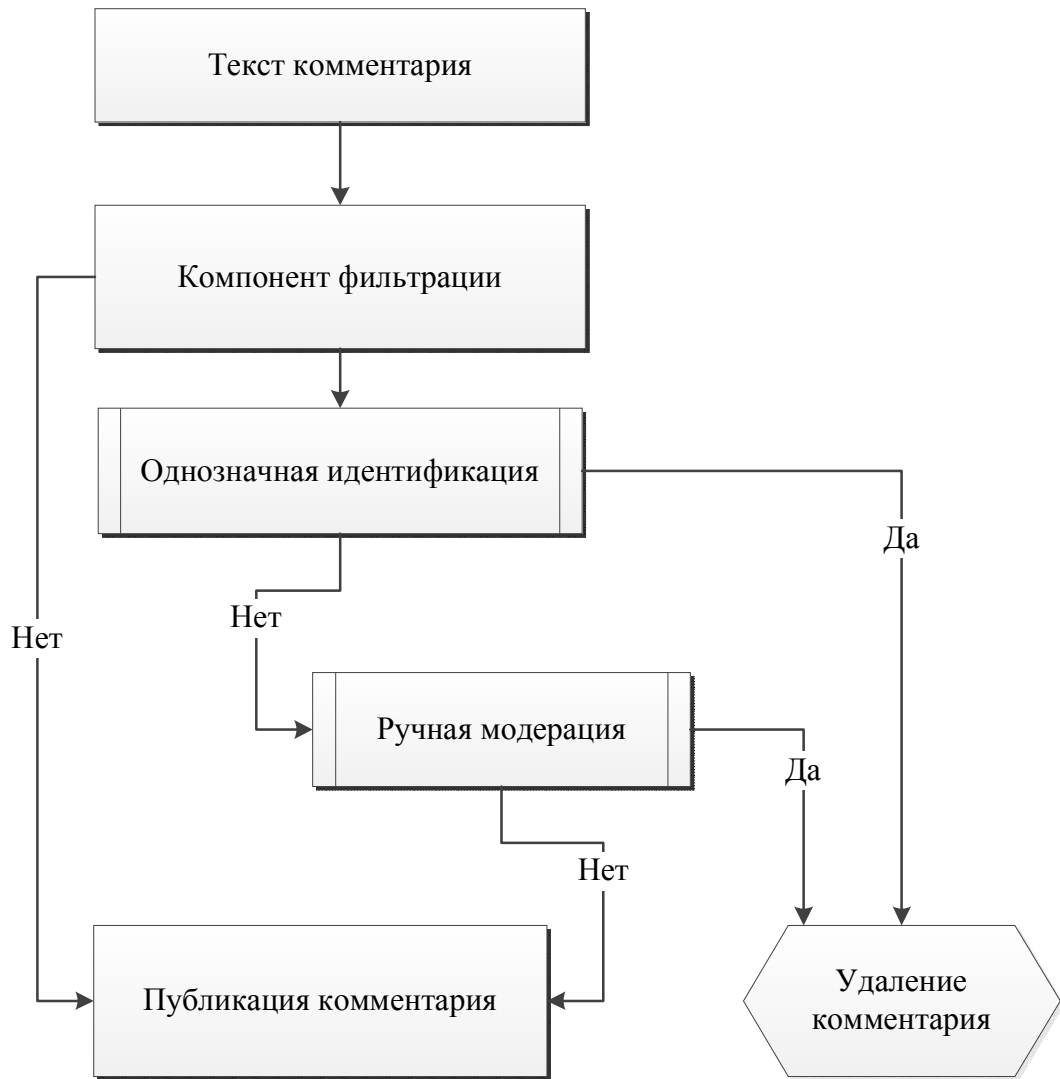 Текст комментария
Компонент фильтрации
Однозначная идентификация
Да
Нет
Нет
Ручная модерация
Да
Нет
Публикация комментария
Удаление
комментария